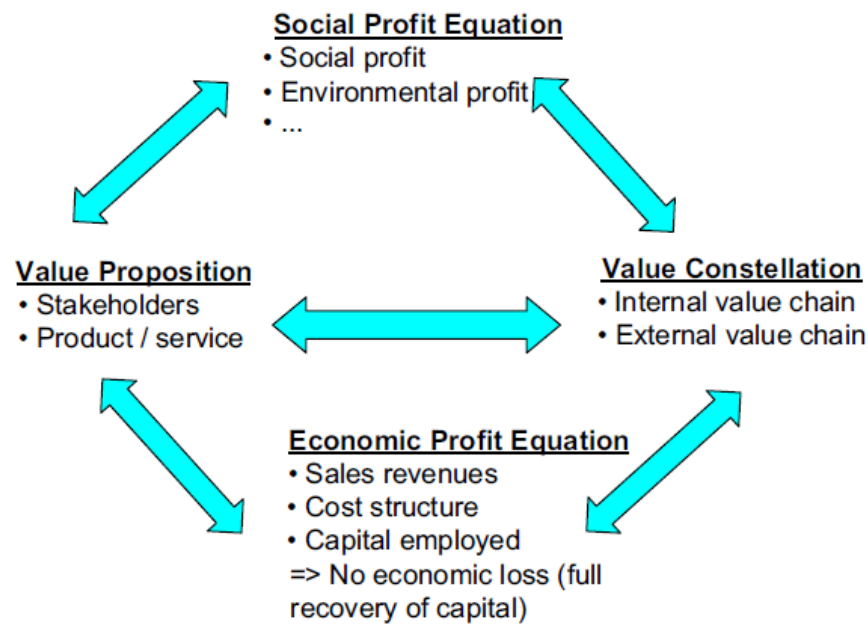 Social Profit Equation
• Social profit
• Environmental profit
• ...
Value Proposition
• Stakeholders
• Product / service
Value Constellation
• Internal value chain
• External value chain
Economic Profit Equation
• Sales revenues
• Cost structure
• Capital employed
=> No economic loss (full
recovery of capital)